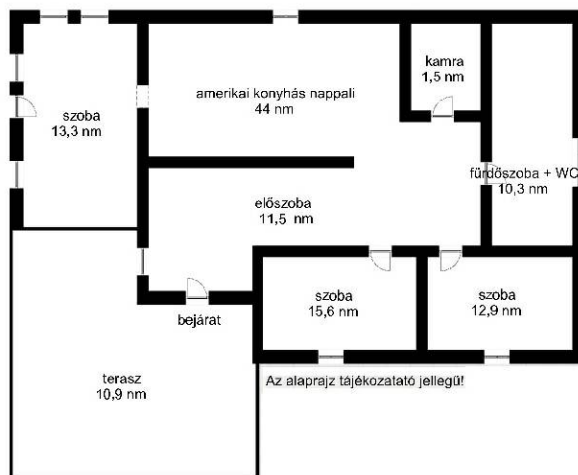 kamra
1,5 nm
amerikai konyhás nappali
44 nm
szoba
13,3 nm
fürdőszoba + WC
10,3 nm
előszoba
11,5 nm
szoba
15,6 nm
szoba
12,9 nm
bejárat
terasz
10,9 nm
Az alaprajz tájékozatató jellegű!